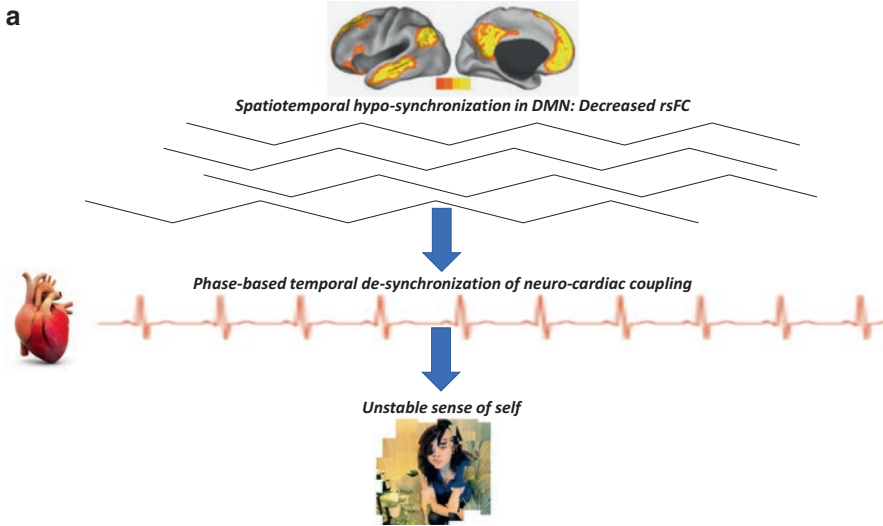 a
Spatiotemporal hypo-synchronization in DMN: Decreased rsFC
Phase-based temporal de-synchronization of neuro-cardiac coupling
Unstable sense of self